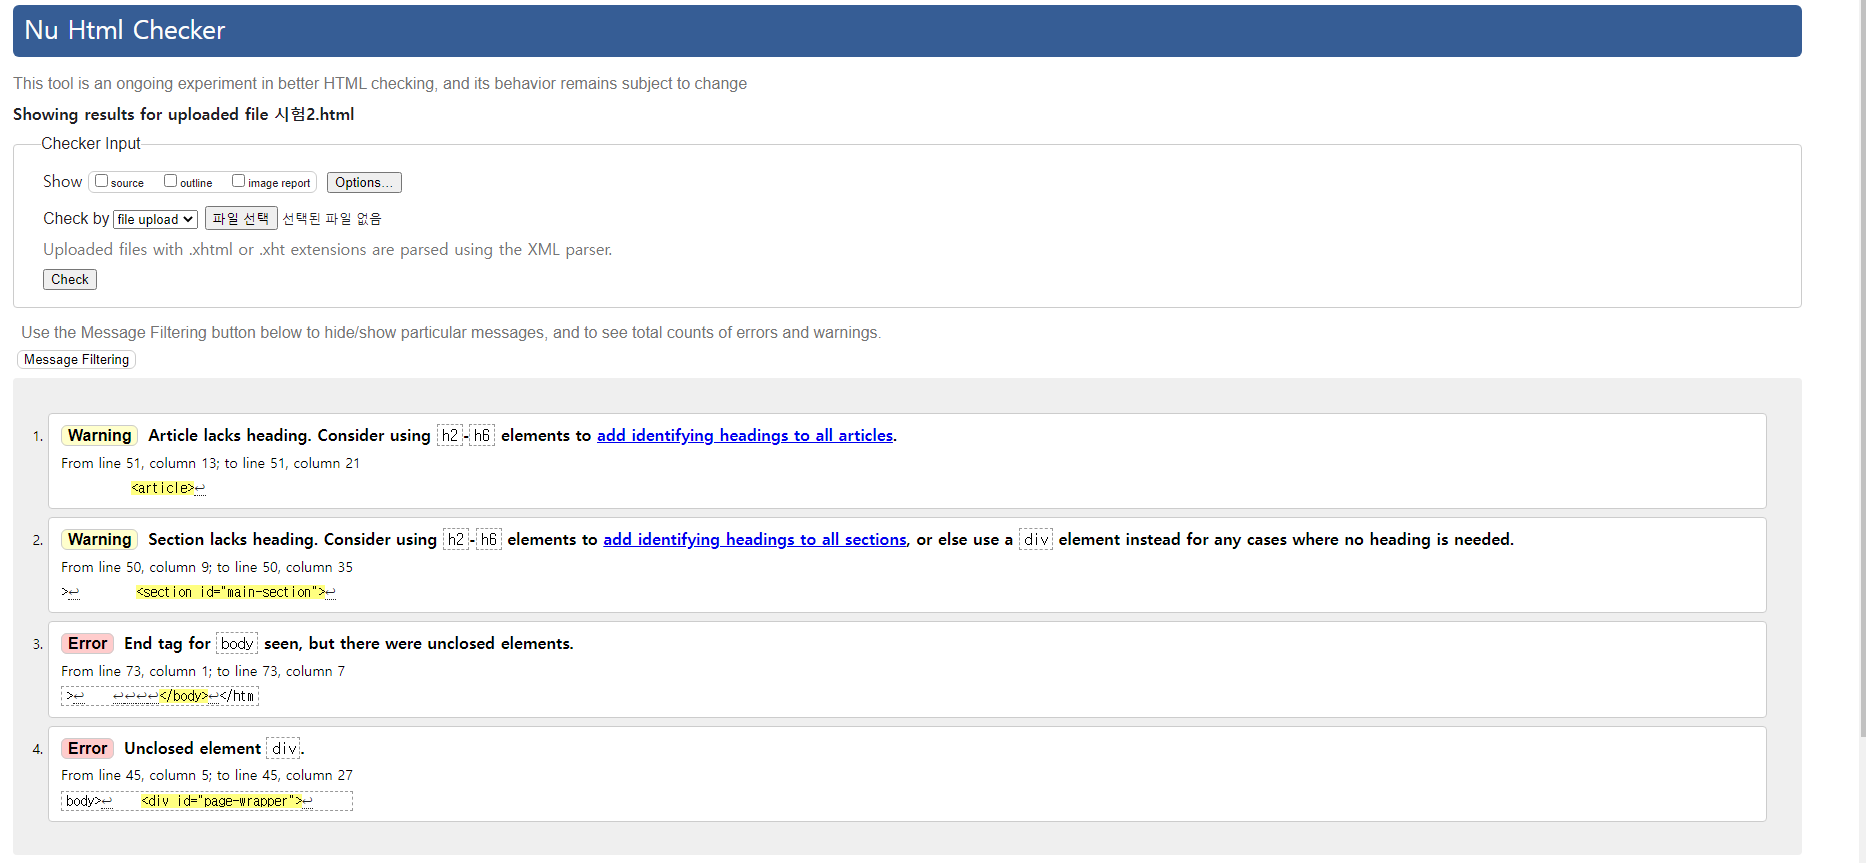 Nu Html Checker
This tool is an ongoing experiment in better HTML checking, and its behavior remains subject to change
Showing results for uploaded file 시험2.html
Checker Input
Show source outline image report Options...
Check by file upload 파일 선택 선택된 파일 없음
Uploaded files with .xhtml or .xht extensions are parsed using the XML parser.
Check
Use the Message Filtering button below to hide/show particular messages, and to see total counts of errors and warnings.
Message Filtering
1. Warning Article lacks heading. Consider using h2-h6 elements to add identifying headings to all articles.
From line 51, column 13; to line 51, column 21
<article>↩
2. Warning Section lacks heading. Consider using h2-h6 elements to add identifying headings to all sections, or else use a div element instead for any cases where no heading is needed.
From line 50, column 9; to line 50, column 35
>↩ <section id="main-section">↩
3. Error End tag for body seen, but there were unclosed elements.
From line 73, column 1; to line 73, column 7
>↩ ↩↩↩↩</body>↩</htm
4. Error Unclosed element div.
From line 45, column 5; to line 45, column 27
body>↩ <div id="page-wrapper">↩